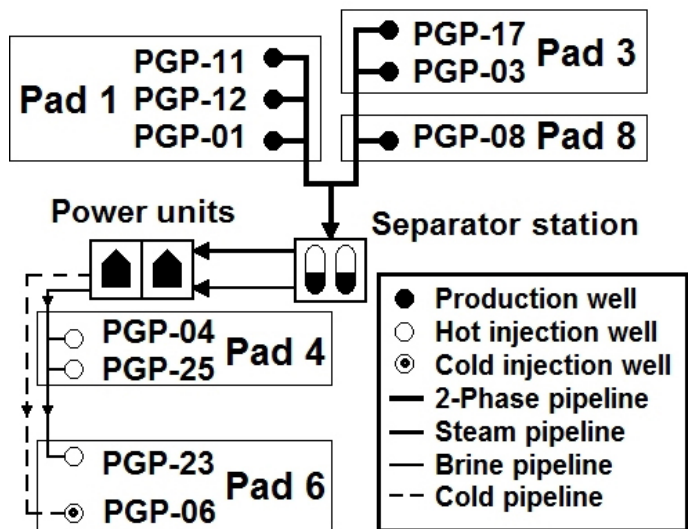 PGP-11
Pad 1
PGP-12
PGP-01
PGP-17
PGP-03
Pad 3
PGP-08 Pad 8
Power units
Separator station
PGP-04
PGP-25
Pad 4
PGP-23
PGP-06
Pad 6
Production well
Hot injection well
Cold injection well
2-Phase pipeline
Steam pipeline
Brine pipeline
Cold pipeline